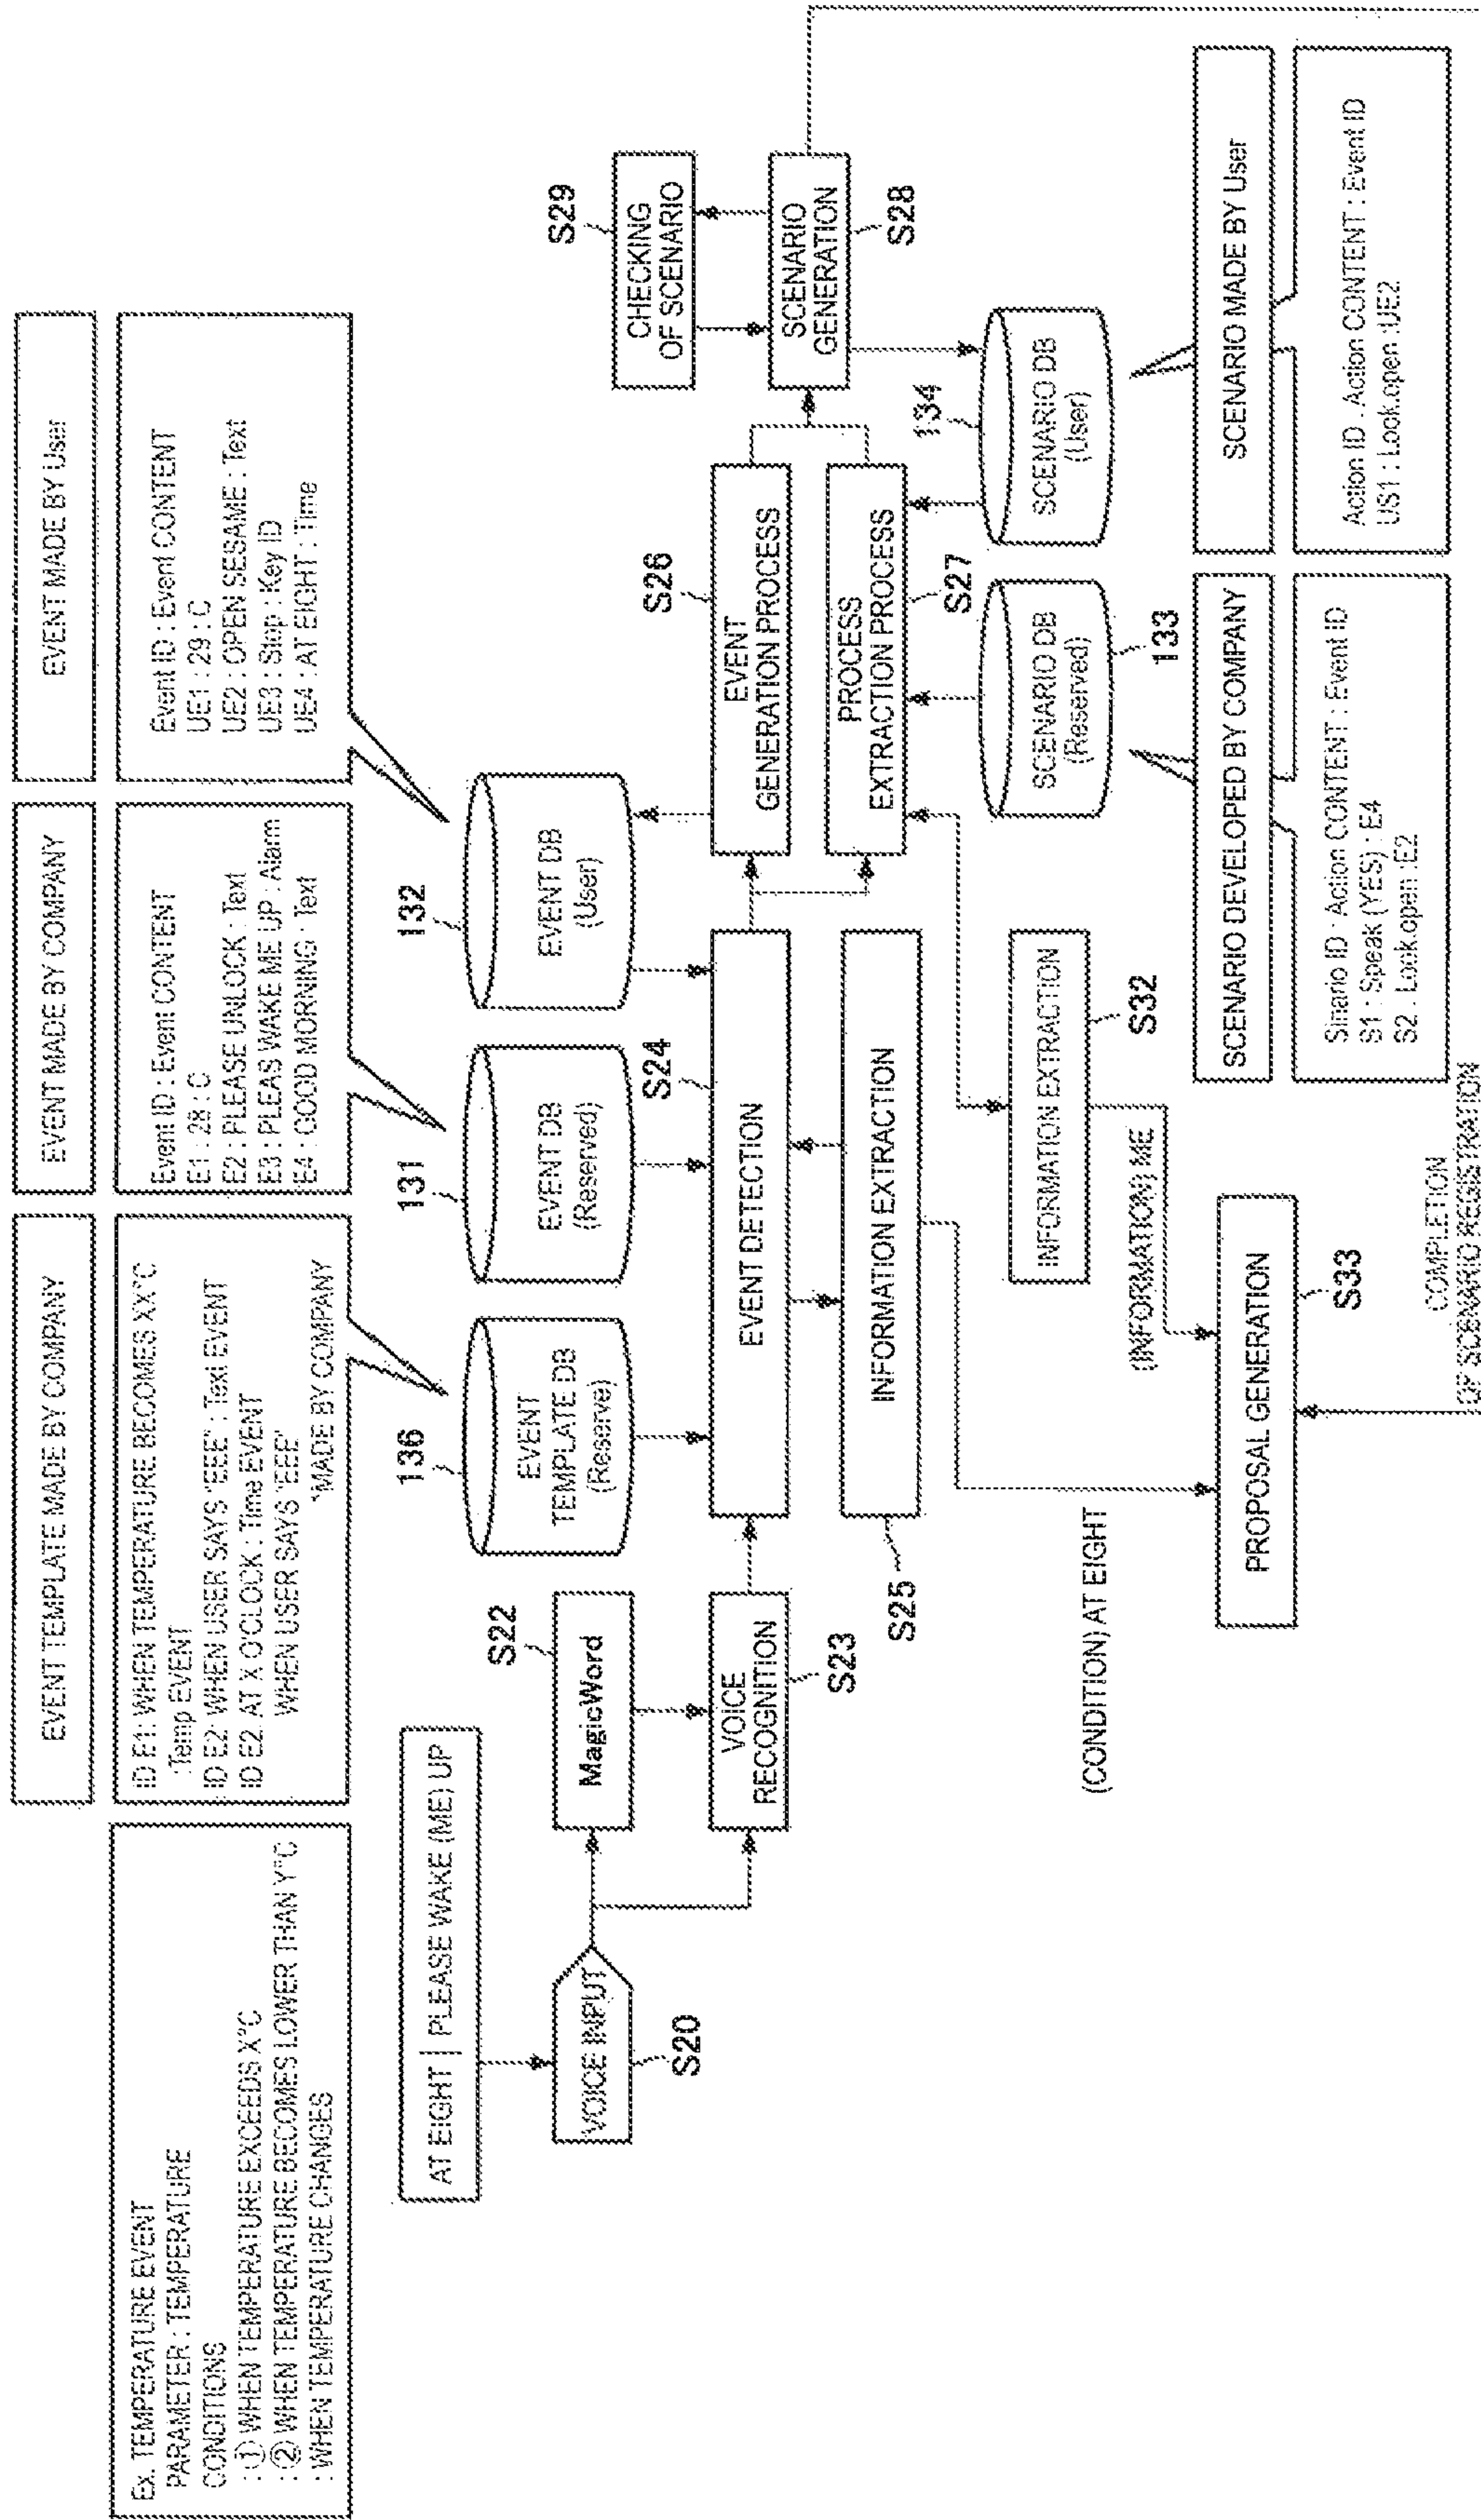 EVENT TEMPLATE MADE BY COMPANY
EVENT MADE BY COMPANY
EVENT MADE BY User
Ex. TEMPERATURE EVENT
PARAMETER : TEMPERATURE
CONDITIONS
: ① WHEN TEMPERATURE EXCEEDS X°C
: ② WHEN TEMPERATURE BECOMES LOWER THAN Y°C
: WHEN TEMPERATURE CHANGES
ID E1: WHEN TEMPERATURE BECOMES XX°C
:Temp EVENT
ID E2: WHEN USER SAYS "EEE" : Text EVENT
ID E2: AT X O'CLOCK : Time EVENT
WHEN USER SAYS "EEE"
*MADE BY COMPANY
Event ID : Event CONTENT
E1 : 28 : C
E2 : PLEASE UNLOCK : Text
E3 : PLEAS WAKE ME UP : Alarm
E4 : GOOD MORNING : Text
Event ID : Event CONTENT
UE1 : 29 : C
UE2 : OPEN SESAME : Text
UE3 : Stop : Key ID
UE4 : AT EIGHT : Time
136
131
132
EVENT
TEMPLATE DB
(Reserve)
EVENT DB
(Reserved)
EVENT DB
(User)
AT EIGHT | PLEASE WAKE (ME) UP
VOICE INPUT
S20
S22
MagicWord
VOICE
RECOGNITION
S23
S24
EVENT DETECTION
INFORMATION EXTRACTION
S25
S26
EVENT
GENERATION PROCESS
PROCESS
EXTRACTION PROCESS
S27
S29
CHECKING
OF SCENARIO
SCENARIO
GENERATION
S28
SCENARIO DB
(Reserved)
133
134
SCENARIO DB
(User)
INFORMATION EXTRACTION
S32
(INFORMATION) ME
(CONDITION) AT EIGHT
PROPOSAL GENERATION
S33
SCENARIO DEVELOPED BY COMPANY
Sinario ID : Action CONTENT : Event ID
S1 : Speak (YES) : E4
S2 : Look.open :E2
SCENARIO MADE BY User
Action ID : Action CONTENT : Event ID
US1 : Look.open :UE2
COMPLETION
OF SCENARIO REGISTRATION